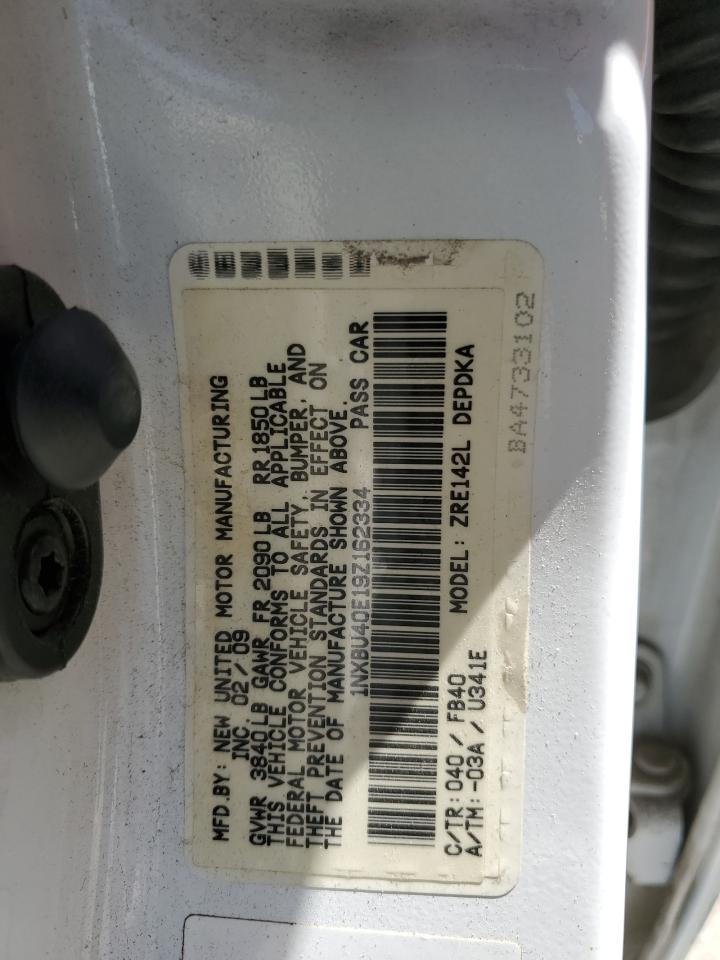 MFD.BY: NEW UNITED MOTOR MANUFACTURING
INC. 02/09
GVWR 3840LB GAWR FR 2090LB RR1850LB
THIS VEHICLE CONFORMS TO ALL APPLICABLE
FEDERAL MOTOR VEHICLE SAFETY, BUMPER, AND
THEFT PREVENTION STANDARDS IN EFFECT ON
THE DATE OF MANUFACTURE SHOWN ABOVE.
1NXBU40E19Z162334 PASS CAR
C/TR: 040 / FB40 MODEL: ZRE142L DEPDKA
A/TM: -03A / U341E
BA4733102